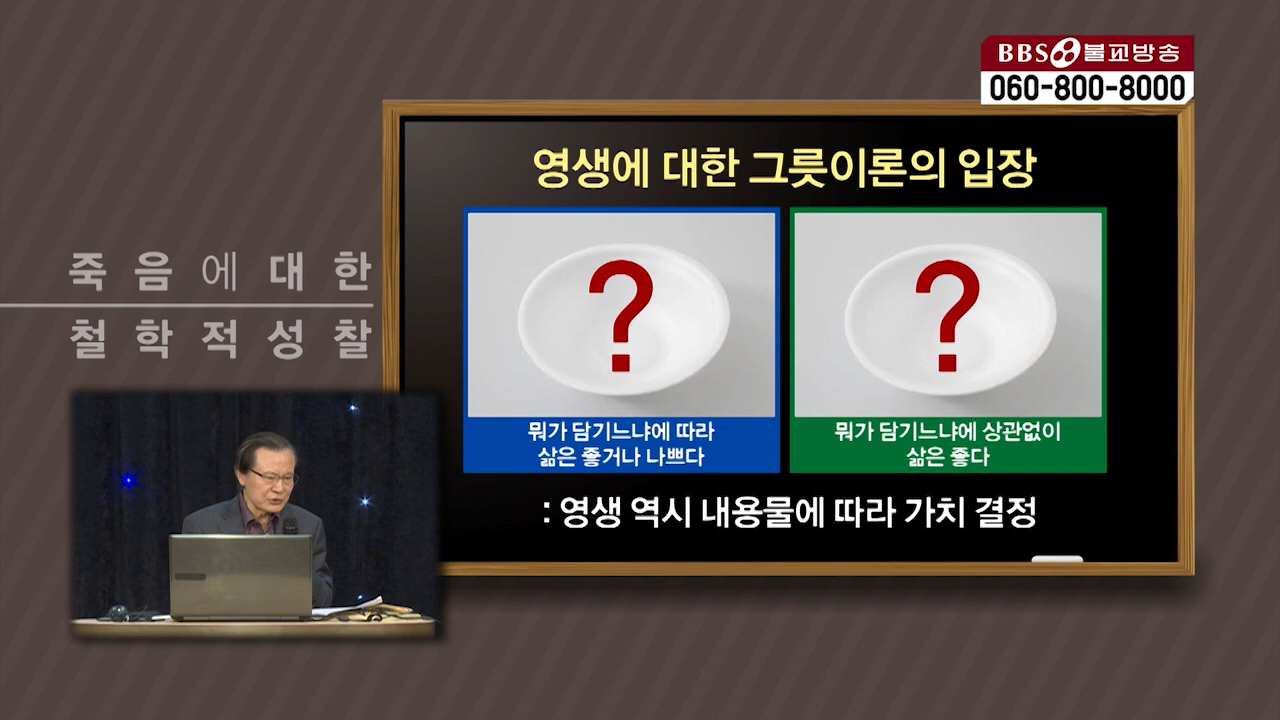 BBS 불교방송
060-800-8000
영생에 대한 그릇이론의 입장
죽음에 대한
철학적성찰
뭐가 담기느냐에 따라
삶은 좋거나 나쁘다
뭐가 담기느냐에 상관없이
삶은 좋다
: 영생 역시 내용물에 따라 가치 결정